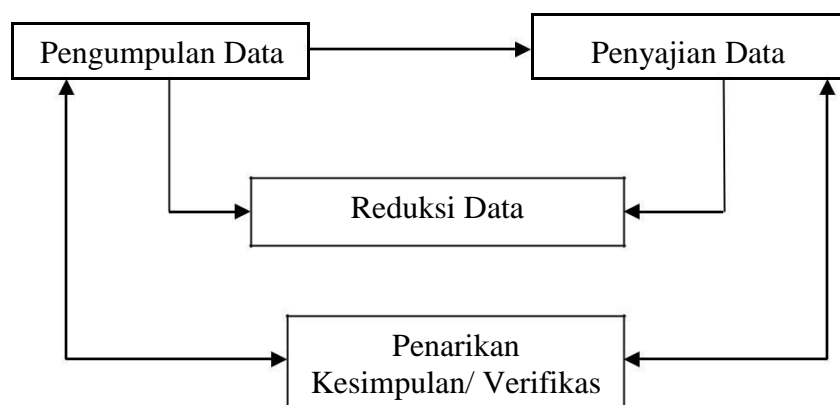 Pengumpulan Data
Penyajian Data
Reduksi Data
Penarikan
Kesimpulan/ Verifikas